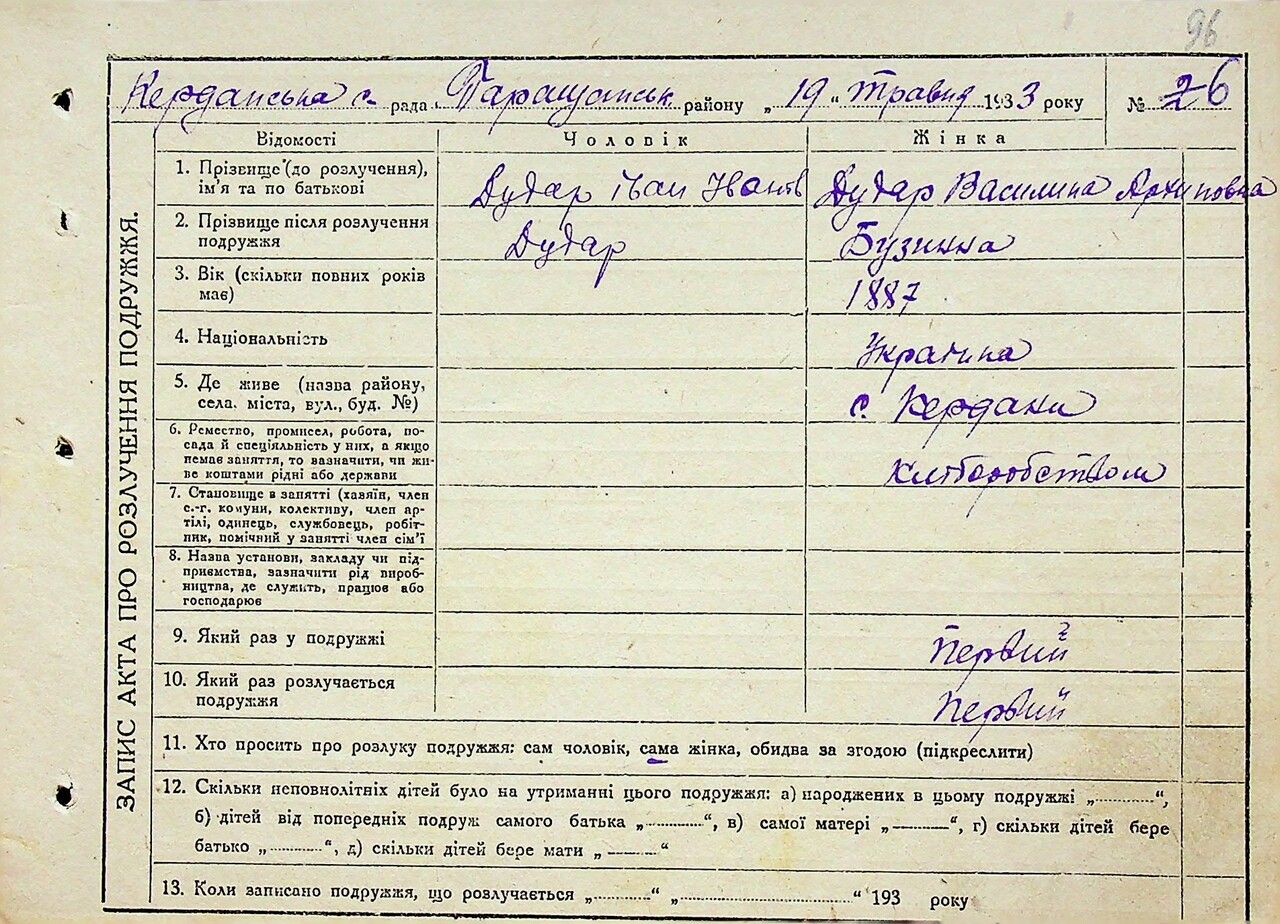 96
Керданська с. рада Таращанськ району „ 19 “ Травня 1933 року № 26
ЗАПИС АКТА ПРО РОЗЛУЧЕННЯ ПОДРУЖЖЯ.
Відомості Чоловік Жінка
1. Прізвище (до розлучення), ім'я та по батькові Дудар іван Іванів Дудар Василина Архиповна
2. Прізвище після розлучення подружжя Дудар Бузинна
3. Вік (скільки повних років має) 1887
4. Національність Украгина
5. Де живе (назва району, села, міста, вул., буд. №) с. Кердани
6. Ремество, промисел, робота, посада й спеціяльність у них, а якщо немає заняття, то зазначити, чи живе коштами рідні або держави Хліборобством
7. Становище в занятті (хазяїн, член с.-г. комуни, колективу, член артілі, одинець, службовець, робітник, помічний у занятті член сім'ї
8. Назва установи, закладу чи підприємства, зазначити рід виробництва, де служить, працює або господарює
9. Який раз у подружжі Первий
10. Який раз розлучається подружжя Первий
11. Хто просить про розлуку подружжя: сам чоловік, сама жінка, обидва за згодою (підкреслити)
12. Скільки неповнолітніх дітей було на утриманні цього подружжя: а) народжених в цьому подружжі „............“,
б) дітей від попередніх подруж самого батька „............“, в) самої матері „————“, г) скільки дітей бере
батько „............“, д) скільки дітей бере мати „————“
13. Коли записано подружжя, що розлучається „............“ „..............................“ 193 року